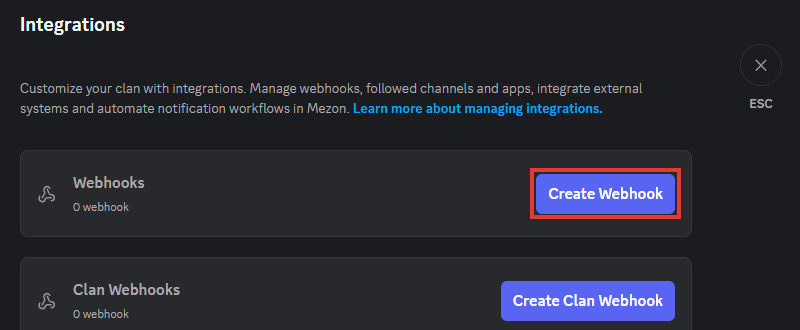 Integrations
Customize your clan with integrations. Manage webhooks, followed channels and apps, integrate external
systems and automate notification workflows in Mezon. Learn more about managing integrations.
ESC
Webhooks
0 webhook
Create Webhook
Clan Webhooks
0 webhook
Create Clan Webhook